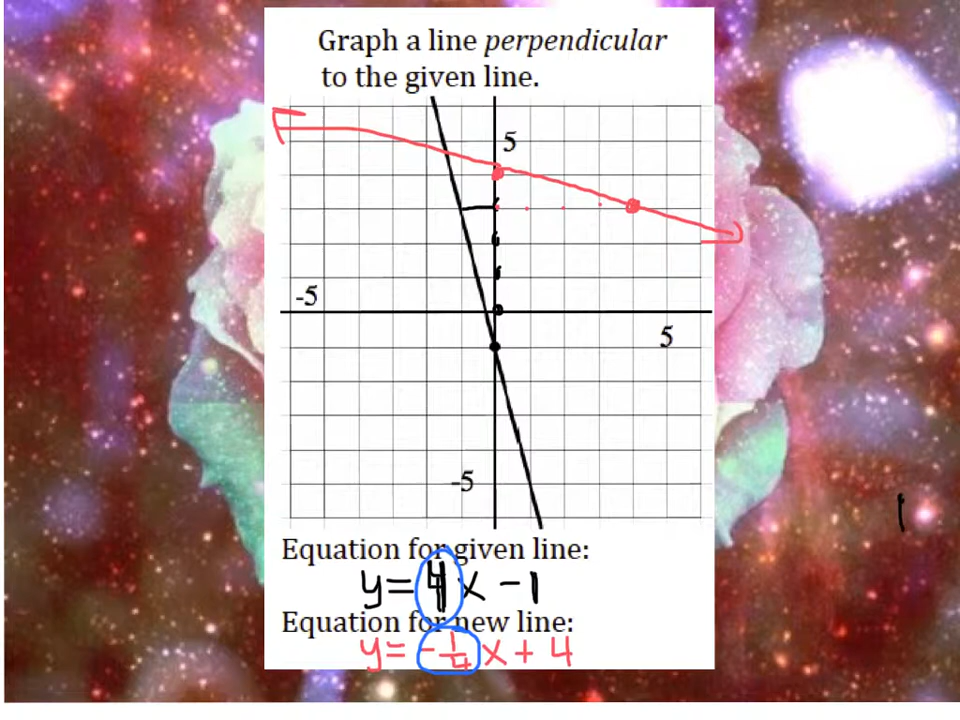 Graph a line perpendicular
to the given line.
5
-5
5
-5
Equation for given line:
y=4x-1
Equation for new line:
y=-1/4x+4